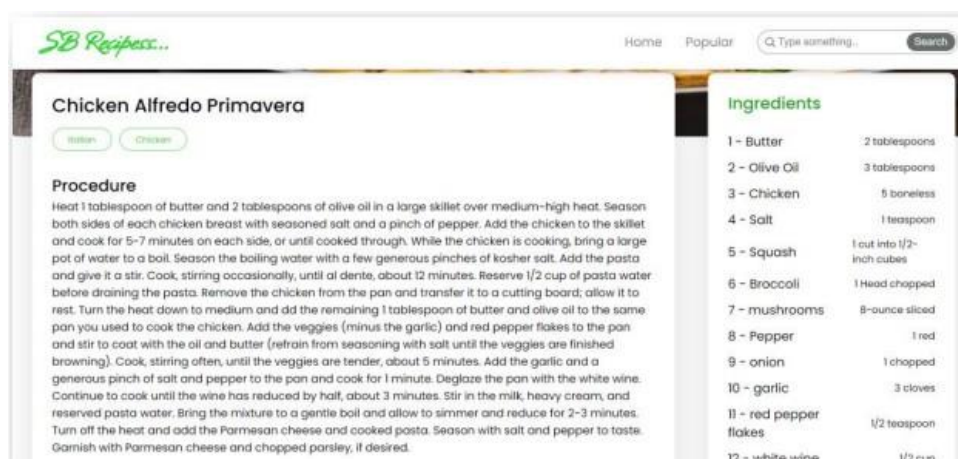 SB Recipess...
Home
Popular
Type something..
Search
Chicken Alfredo Primavera
Italian
Chicken
Procedure
Heat 1 tablespoon of butter and 2 tablespoons of olive oil in a large skillet over medium-high heat. Season
both sides of each chicken breast with seasoned salt and a pinch of pepper. Add the chicken to the skillet
and cook for 5-7 minutes on each side, or until cooked through. While the chicken is cooking, bring a large
pot of water to a boil. Season the boiling water with a few generous pinches of kosher salt. Add the pasta
and give it a stir. Cook, stirring occasionally, until al dente, about 12 minutes. Reserve 1/2 cup of pasta water
before draining the pasta. Remove the chicken from the pan and transfer it to a cutting board; allow it to
rest. Turn the heat down to medium and dd the remaining 1 tablespoon of butter and olive oil to the same
pan you used to cook the chicken. Add the veggies (minus the garlic) and red pepper flakes to the pan
and stir to coat with the oil and butter (refrain from seasoning with salt until the veggies are finished
browning). Cook, stirring often, until the veggies are tender, about 5 minutes. Add the garlic and a
generous pinch of salt and pepper to the pan and cook for 1 minute. Deglaze the pan with the white wine.
Continue to cook until the wine has reduced by half, about 3 minutes. Stir in the milk, heavy cream, and
reserved pasta water. Bring the mixture to a gentle boil and allow to simmer and reduce for 2-3 minutes.
Turn off the heat and add the Parmesan cheese and cooked pasta. Season with salt and pepper to taste.
Garnish with Parmesan cheese and chopped parsley, if desired.
Ingredients
1 - Butter 2 tablespoons
2 - Olive Oil 3 tablespoons
3 - Chicken 5 boneless
4 - Salt 1 teaspoon
5 - Squash 1 cut into 1/2-
inch cubes
6 - Broccoli 1 Head chopped
7 - mushrooms 8-ounce sliced
8 - Pepper 1 red
9 - onion 1 chopped
10 - garlic 3 cloves
11 - red pepper
flakes 1/2 teaspoon
12 - white wine 1/2 cup